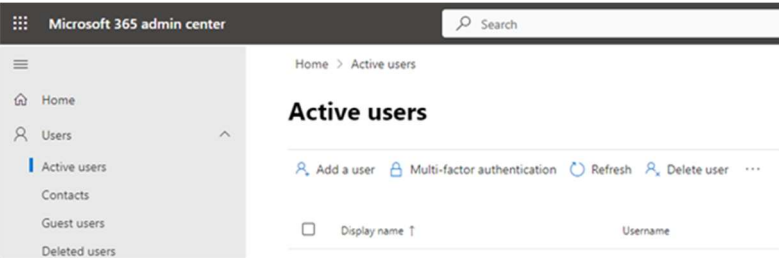 Microsoft 365 admin center
Search
Home > Active users
Home
Active users
Users
Add a user Multi-factor authentication Refresh Delete user ...
Active users
Contacts
Guest users
Display name ↑ Username
Deleted users